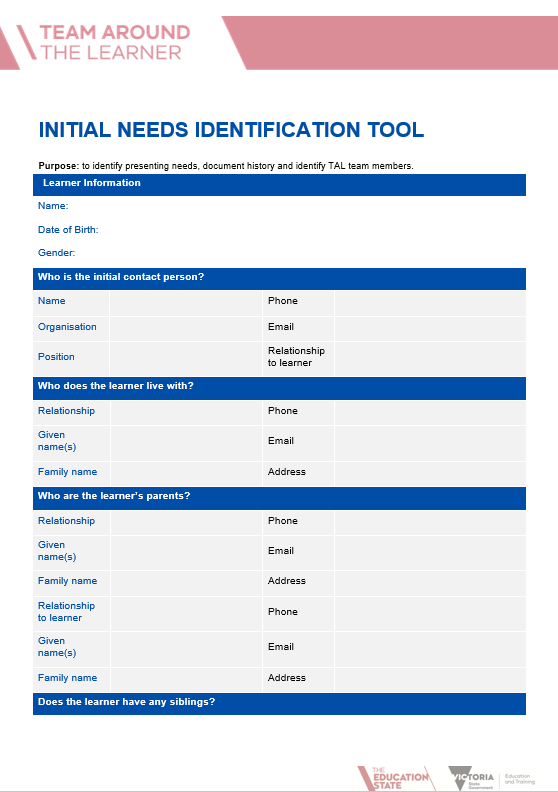 TEAM AROUND
THE LEARNER
INITIAL NEEDS IDENTIFICATION TOOL
Purpose: to identify presenting needs, document history and identify TAL team members.
Learner Information
Name:
Date of Birth:
Gender:
Who is the initial contact person?
Name Phone
Organisation Email
Position Relationship
to learner
Who does the learner live with?
Relationship Phone
Given
name(s) Email
Family name Address
Who are the learner's parents?
Relationship Phone
Given
name(s) Email
Family name Address
Relationship
to learner Phone
Given
name(s) Email
Family name Address
Does the learner have any siblings?
THE
EDUCATION
STATE
VICTORIA
State
Government
Education
and Training